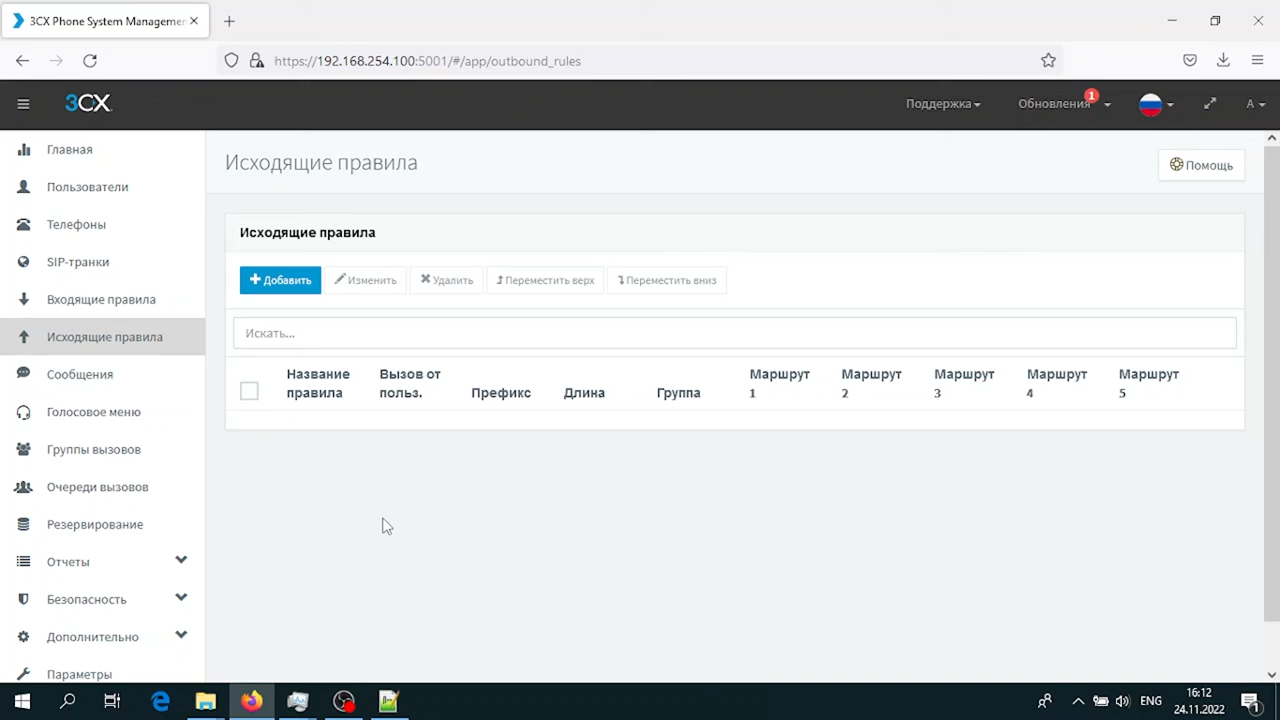 3CX Phone System Managemen
https://192.168.254.100:5001/#/app/outbound_rules
3CX
Поддержка
Обновления
1
A
Главная
Пользователи
Телефоны
SIP-транки
Входящие правила
Исходящие правила
Сообщения
Голосовое меню
Группы вызовов
Очереди вызовов
Резервирование
Отчеты
Безопасность
Дополнительно
Параметры
Исходящие правила
Помощь
Исходящие правила
Добавить
Изменить
Удалить
Переместить верх
Переместить вниз
Искать...
Название правила
Вызов от польз.
Префикс
Длина
Группа
Маршрут 1
Маршрут 2
Маршрут 3
Маршрут 4
Маршрут 5
ENG
16:12
24.11.2022
1